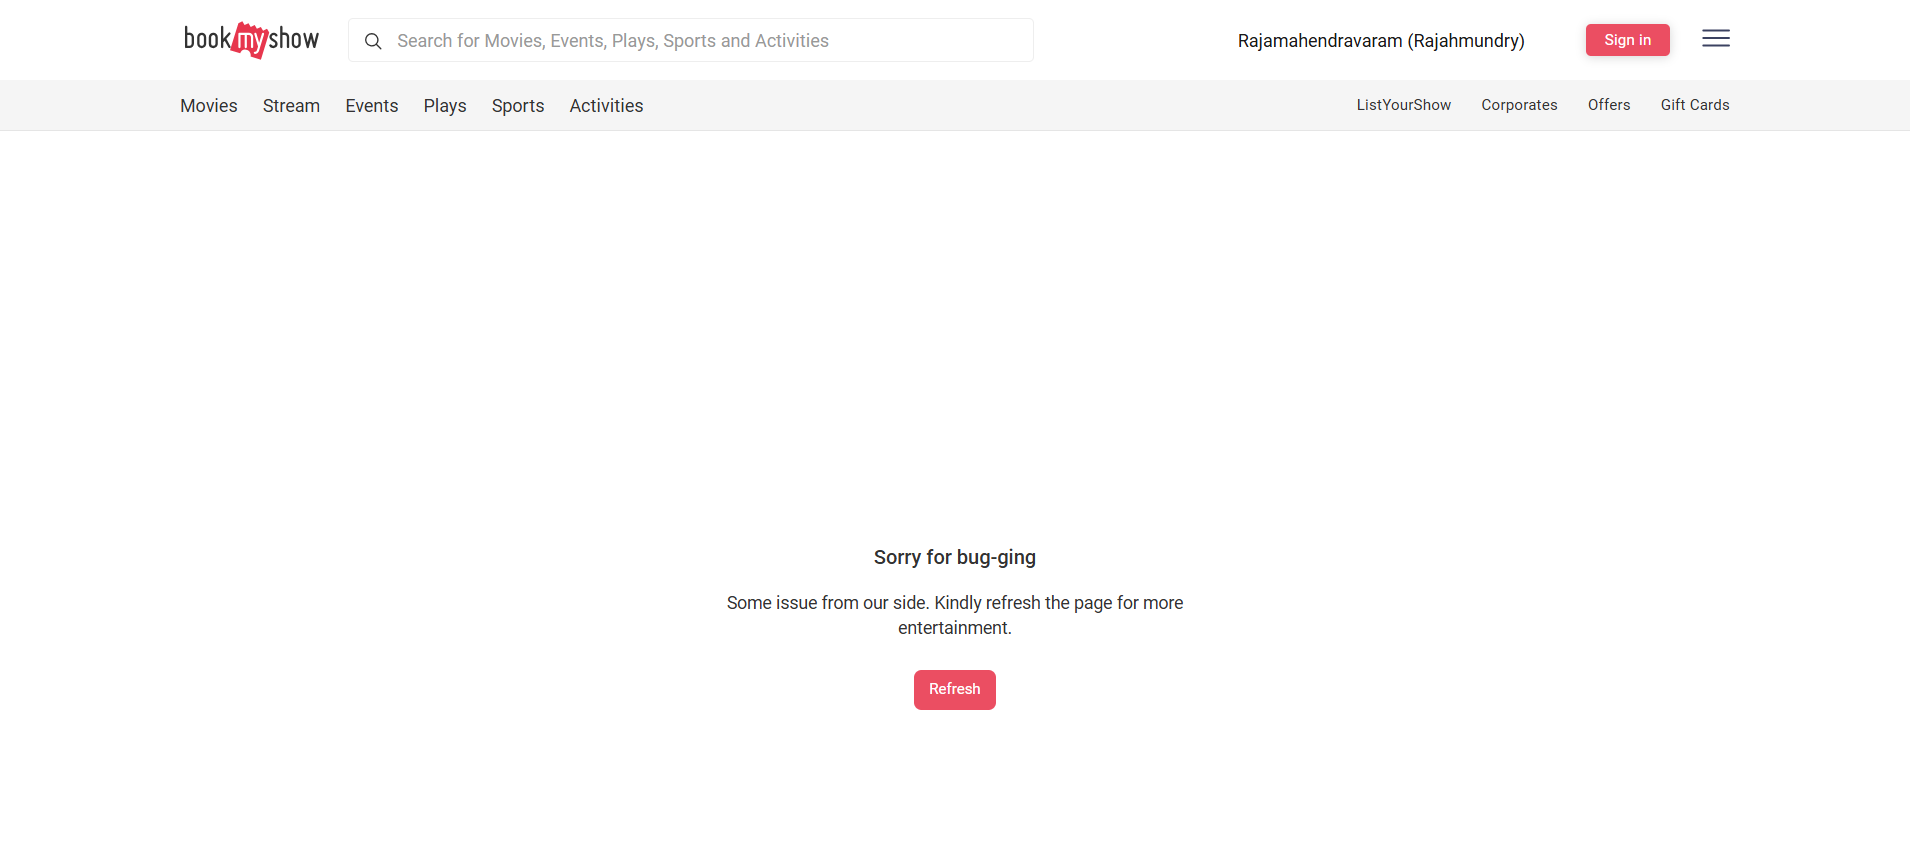 bookmyshow
Search for Movies, Events, Plays, Sports and Activities
Rajamahendravaram (Rajahmundry)
Sign in
Movies Stream Events Plays Sports Activities
ListYourShow Corporates Offers Gift Cards
Sorry for bug-ging
Some issue from our side. Kindly refresh the page for more
entertainment.
Refresh